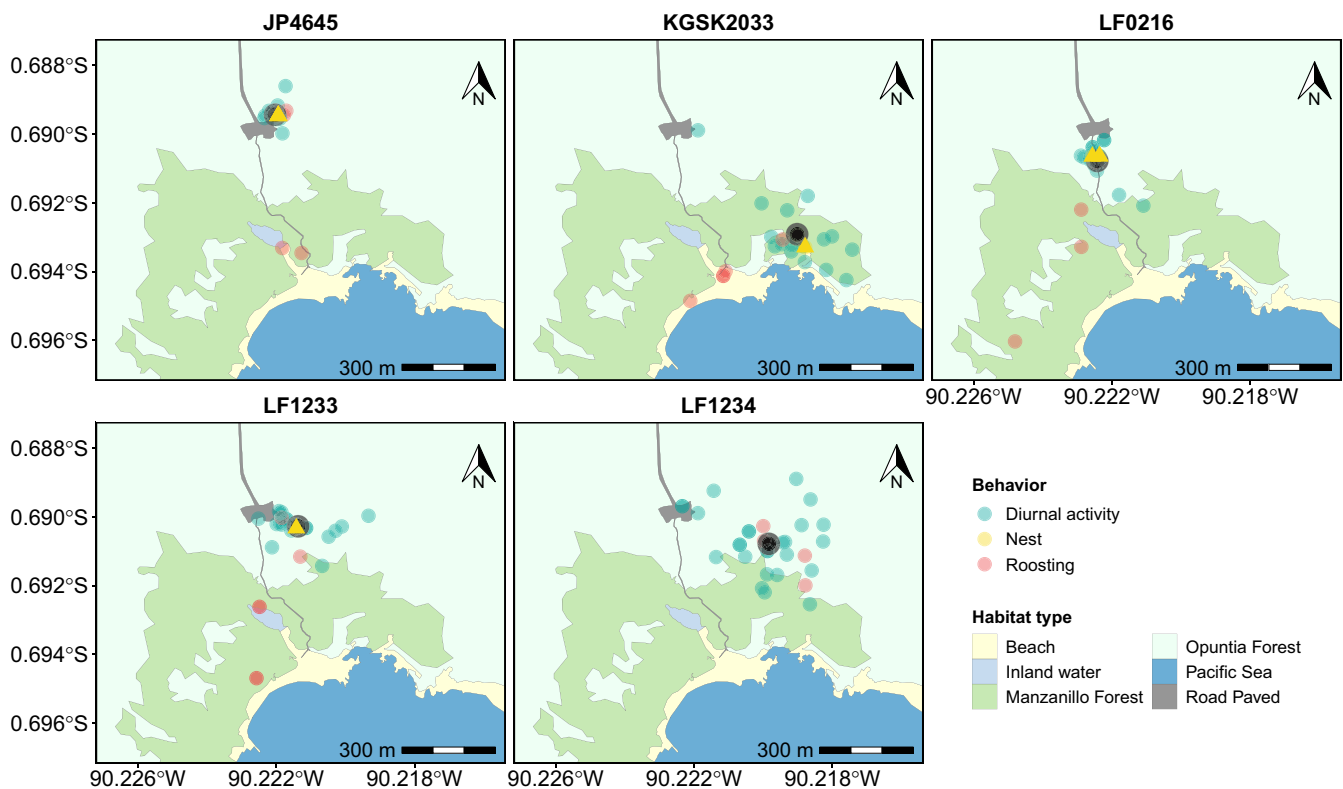 JP4645
KGSK2033
LF0216
0.688°S
0.690°S
0.692°S
0.694°S
0.696°S
N
N
N
300 m
300 m
300 m
90.226°W
90.222°W
90.218°W
LF1233
LF1234
0.688°S
0.690°S
0.692°S
0.694°S
0.696°S
N
N
300 m
300 m
90.226°W
90.222°W
90.218°W
90.226°W
90.222°W
90.218°W
Behavior
Diurnal activity
Nest
Roosting
Habitat type
Beach
Inland water
Manzanillo Forest
Opuntia Forest
Pacific Sea
Road Paved